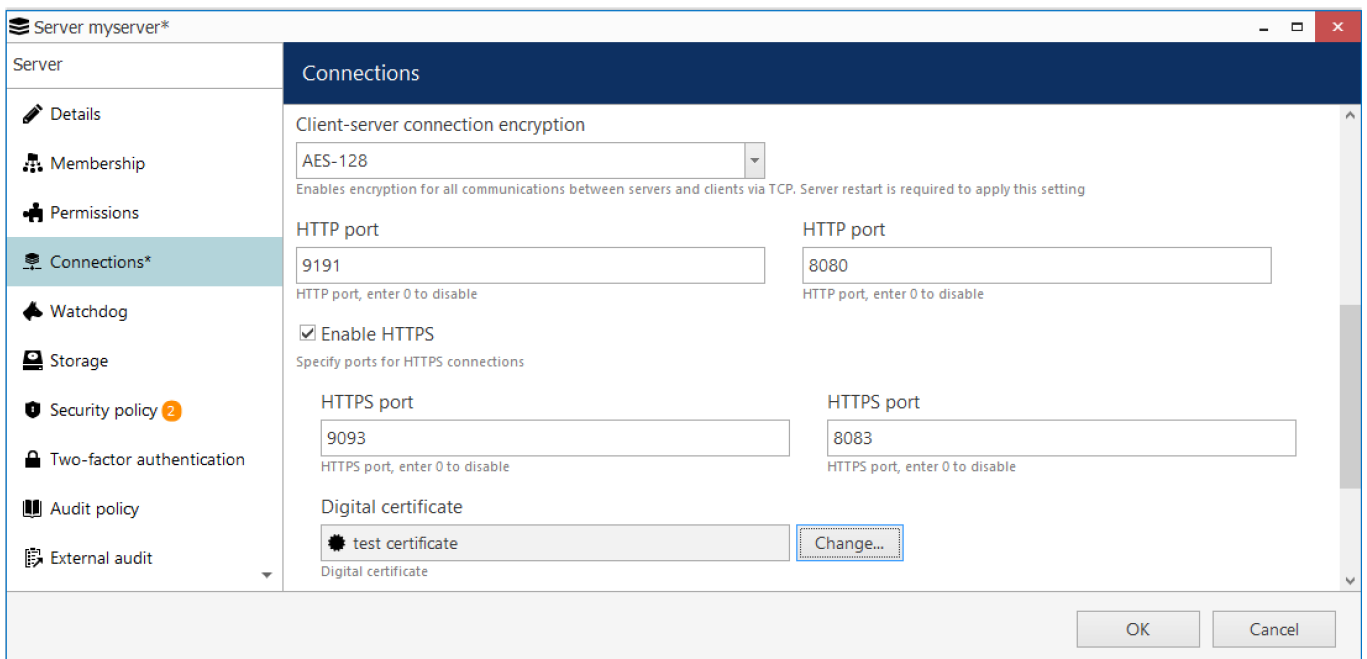 Server myserver*
Server
Details
Membership
Permissions
Connections*
Watchdog
Storage
Security policy 2
Two-factor authentication
Audit policy
External audit
Connections
Client-server connection encryption
AES-128
Enables encryption for all communications between servers and clients via TCP. Server restart is required to apply this setting
HTTP port
HTTP port
9191
8080
HTTP port, enter 0 to disable
HTTP port, enter 0 to disable
Enable HTTPS
Specify ports for HTTPS connections
HTTPS port
HTTPS port
9093
8083
HTTPS port, enter 0 to disable
HTTPS port, enter 0 to disable
Digital certificate
test certificate
Change...
Digital certificate
OK
Cancel